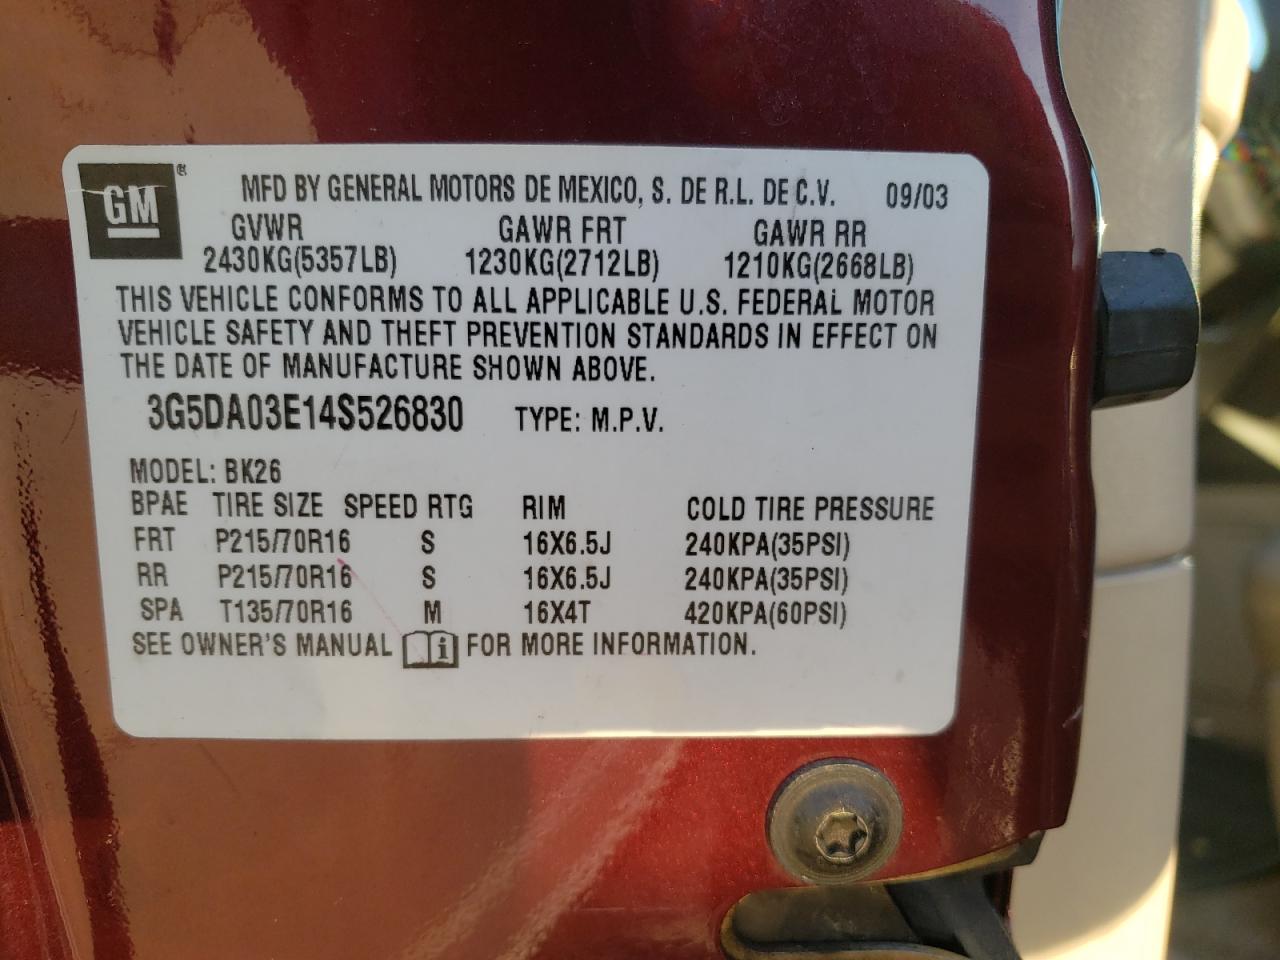 GM ® MFD BY GENERAL MOTORS DE MEXICO, S. DE R.L. DE C.V. 09/03
GVWR GAWR FRT GAWR RR
2430KG(5357LB) 1230KG(2712LB) 1210KG(2668LB)
THIS VEHICLE CONFORMS TO ALL APPLICABLE U.S. FEDERAL MOTOR
VEHICLE SAFETY AND THEFT PREVENTION STANDARDS IN EFFECT ON
THE DATE OF MANUFACTURE SHOWN ABOVE.
3G5DA03E14S526830 TYPE: M.P.V.
MODEL: BK26
BPAE TIRE SIZE SPEED RTG RIM COLD TIRE PRESSURE
FRT P215/70R16 S 16X6.5J 240KPA(35PSI)
RR P215/70R16 S 16X6.5J 240KPA(35PSI)
SPA T135/70R16 M 16X4T 420KPA(60PSI)
SEE OWNER'S MANUAL i FOR MORE INFORMATION.